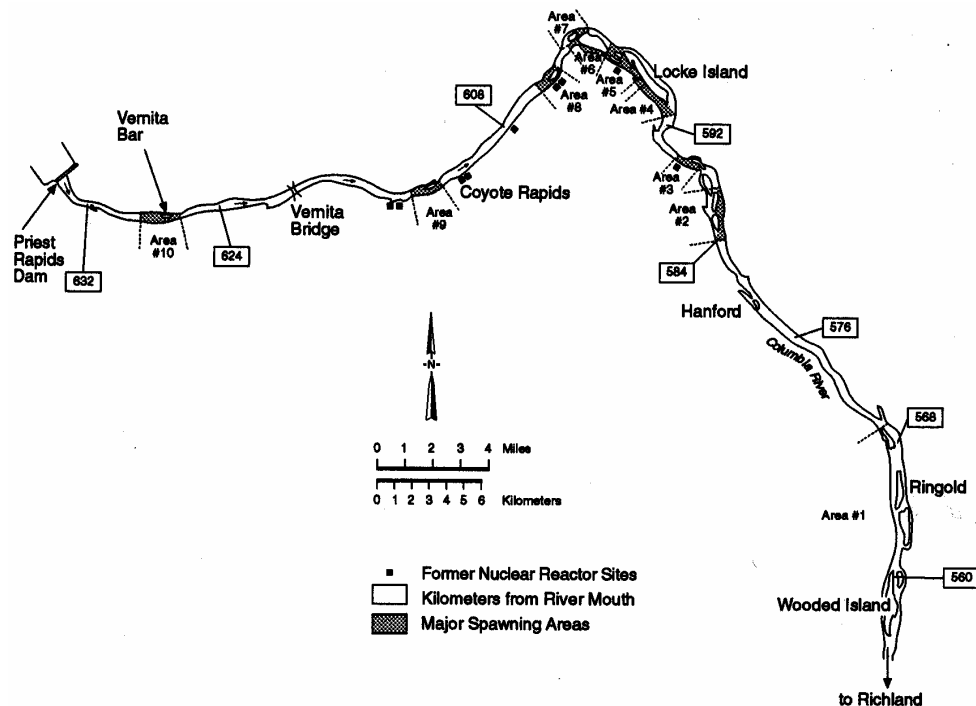 Area
#7
Area
#6
Area
#5
Area #4
Locke Island
608
Area
#8
592
Vernita
Bar
Area
#3
Coyote Rapids
Vernita
Bridge
Area
#9
Area
#2
Priest
Rapids
Dam
632
Area
#10
624
584
Hanford
576
Columbia River
-N-
568
0 1 2 3 4 Miles
0 1 2 3 4 5 6 Kilometers
Ringold
Area #1
560
Former Nuclear Reactor Sites
Kilometers from River Mouth
Major Spawning Areas
Wooded Island
to Richland